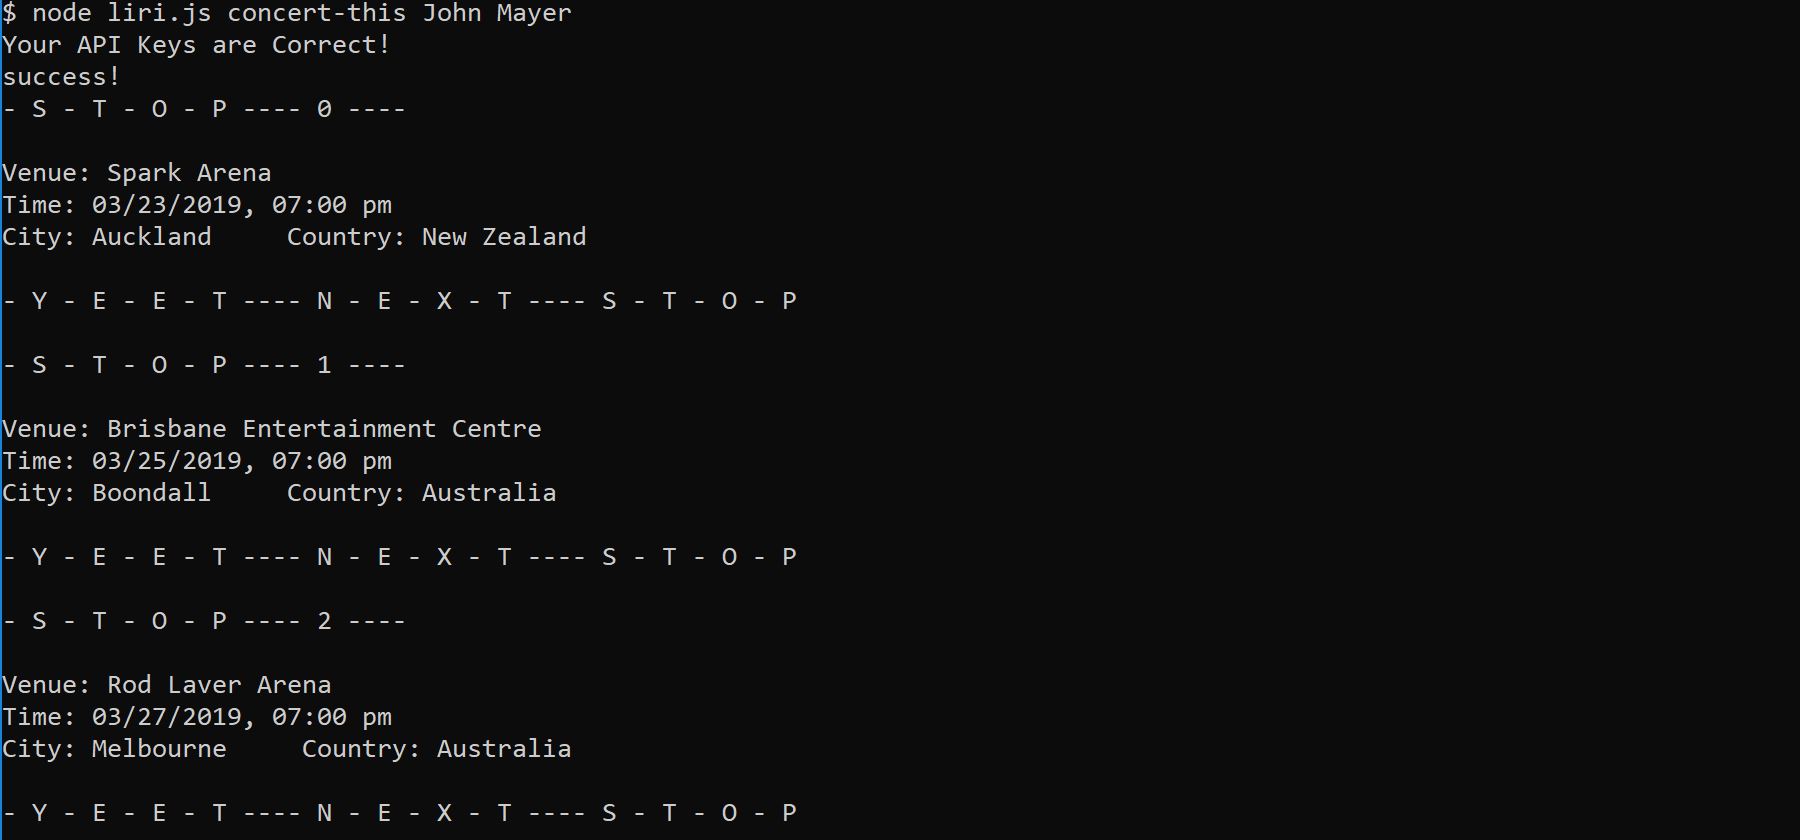 $ node liri.js concert-this John Mayer
Your API Keys are Correct!
success!
- S - T - O - P ---- 0 ----
Venue: Spark Arena
Time: 03/23/2019, 07:00 pm
City: Auckland     Country: New Zealand
- Y - E - E - T ---- N - E - X - T ---- S - T - O - P
- S - T - O - P ---- 1 ----
Venue: Brisbane Entertainment Centre
Time: 03/25/2019, 07:00 pm
City: Boondall     Country: Australia
- Y - E - E - T ---- N - E - X - T ---- S - T - O - P
- S - T - O - P ---- 2 ----
Venue: Rod Laver Arena
Time: 03/27/2019, 07:00 pm
City: Melbourne     Country: Australia
- Y - E - E - T ---- N - E - X - T ---- S - T - O - P